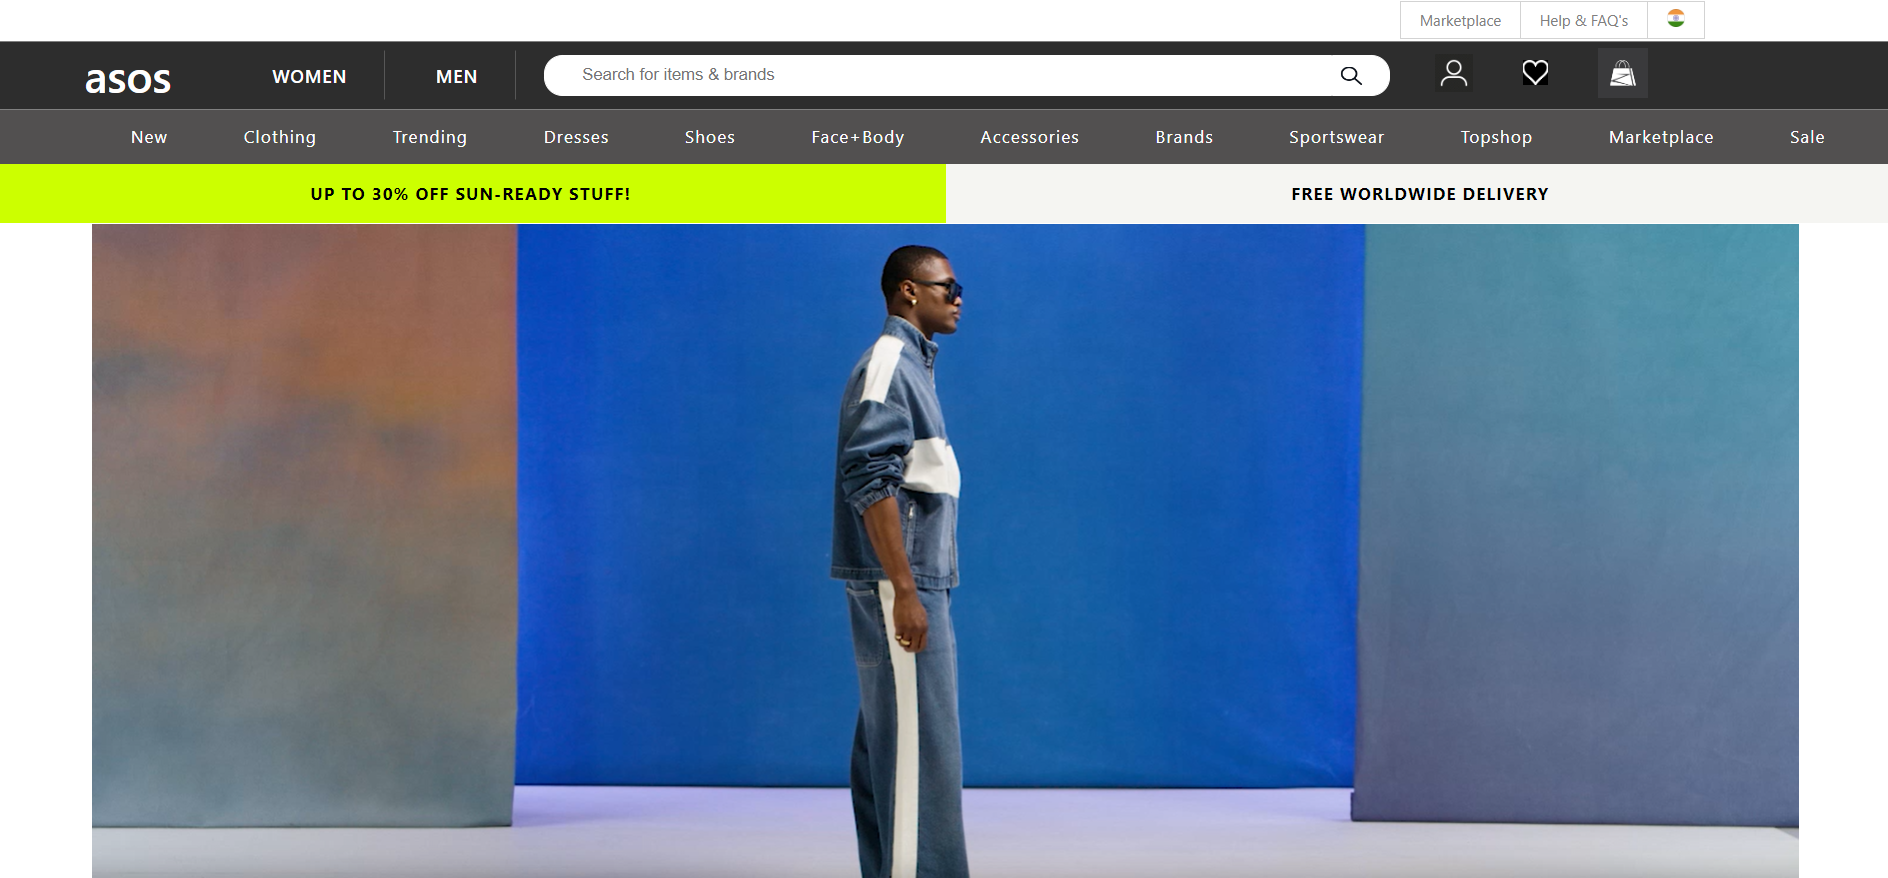 Marketplace Help & FAQ's
asos WOMEN MEN Search for items & brands
New Clothing Trending Dresses Shoes Face+Body Accessories Brands Sportswear Topshop Marketplace Sale
UP TO 30% OFF SUN-READY STUFF! FREE WORLDWIDE DELIVERY